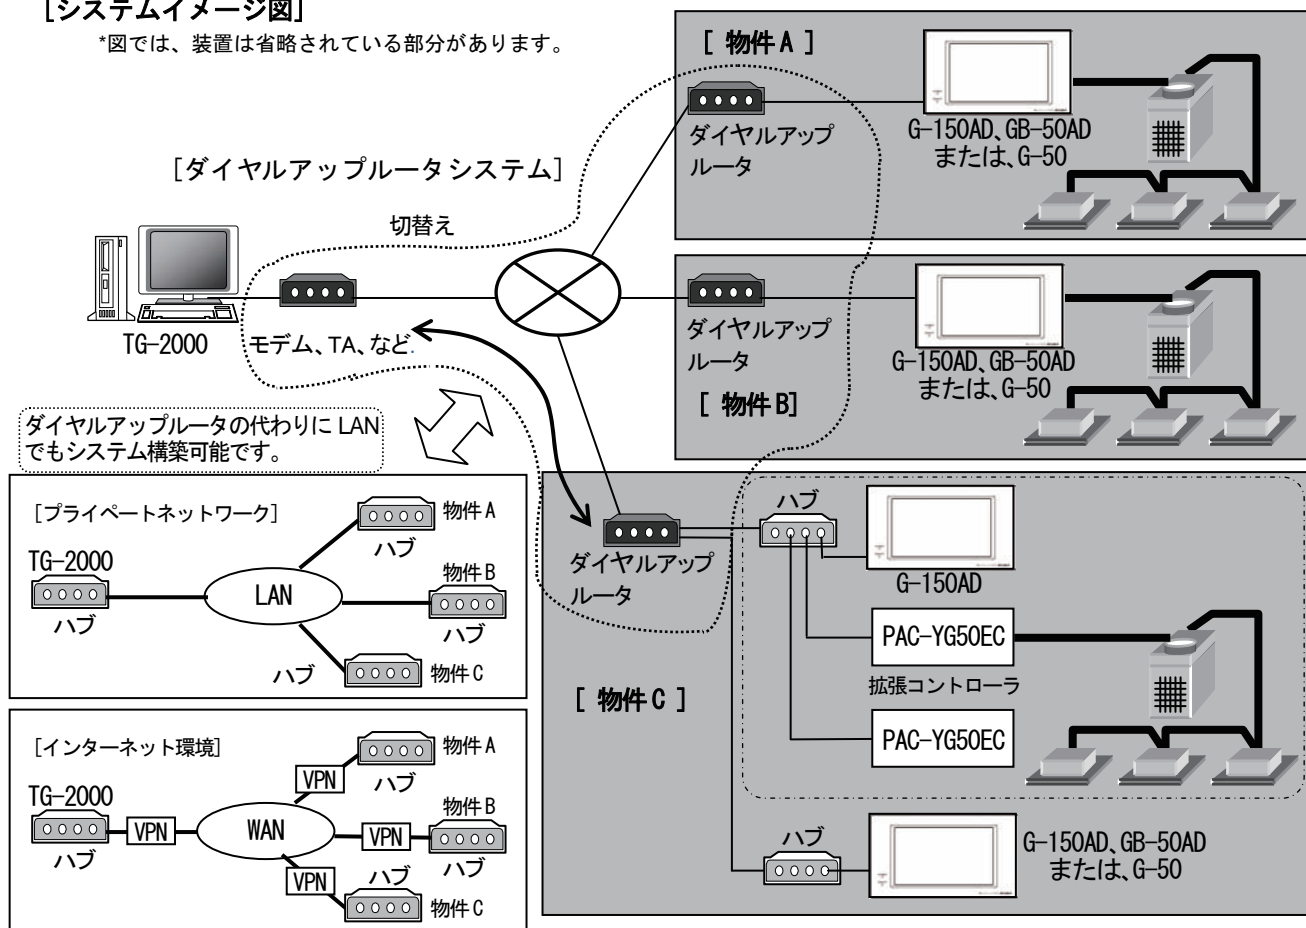 [システムイメージ図]
*図では、装置は省略されている部分があります。
[ダイヤルアップルータシステム]
切替え
TG-2000
モデム、TA、など.
[ 物件A ]
ダイヤルアップ
ルータ
G-150AD、GB-50AD
または、G-50
ダイヤルアップ
ルータ
[ 物件B]
G-150AD、GB-50AD
または、G-50
ダイヤルアップルータの代わりに LAN
でもシステム構築可能です。
[プライベートネットワーク]
TG-2000
ハブ
LAN
物件A
ハブ
物件B
ハブ
ハブ
物件C
[インターネット環境]
TG-2000
ハブ
VPN
WAN
VPN
物件A
ハブ
VPN
物件B
ハブ
VPN
ハブ
物件C
ダイヤルアップ
ルータ
[ 物件C ]
ハブ
G-150AD
PAC-YG50EC
拡張コントローラ
PAC-YG50EC
ハブ
G-150AD、GB-50AD
または、G-50